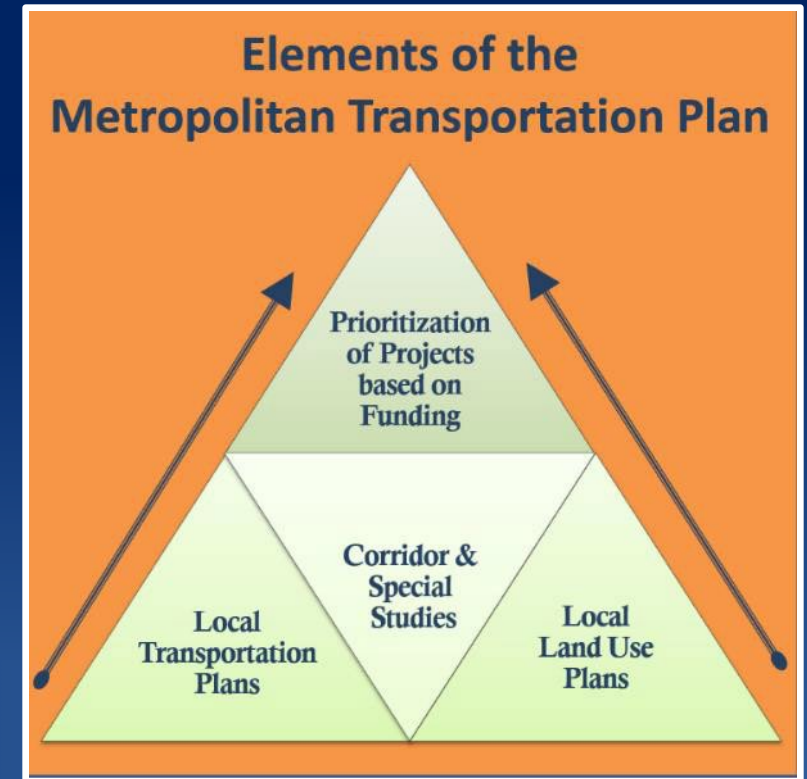 Elements of the
Metropolitan Transportation Plan
Prioritization
of Projects
based on
Funding
Corridor &
Special
Studies
Local
Transportation
Plans
Local
Land Use
Plans